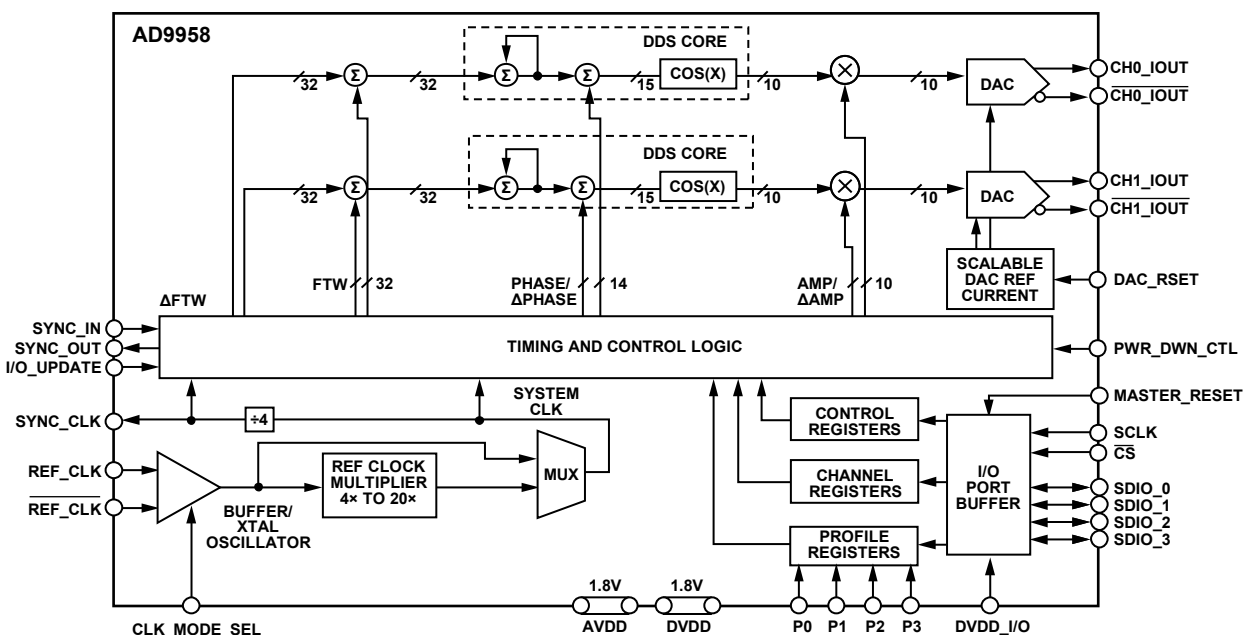 AD9958
DDS CORE
32
Σ
32
Σ
Σ
15
COS(X)
10
×
10
DAC
CH0_IOUT
CH0_IOUT
DDS CORE
32
Σ
32
Σ
Σ
15
COS(X)
10
×
10
DAC
CH1_IOUT
CH1_IOUT
ΔFTW
FTW
32
PHASE/
ΔPHASE
14
AMP/
ΔAMP
10
SCALABLE
DAC REF
CURRENT
DAC_RSET
SYNC_IN
SYNC_OUT
I/O_UPDATE
TIMING AND CONTROL LOGIC
PWR_DWN_CTL
SYNC_CLK
÷4
SYSTEM
CLK
REF_CLK
REF_CLK
BUFFER/
XTAL
OSCILLATOR
REF CLOCK
MULTIPLIER
4× TO 20×
MUX
CONTROL
REGISTERS
CHANNEL
REGISTERS
PROFILE
REGISTERS
I/O
PORT
BUFFER
MASTER_RESET
SCLK
CS
SDIO_0
SDIO_1
SDIO_2
SDIO_3
CLK_MODE_SEL
1.8V
AVDD
1.8V
DVDD
P0
P1
P2
P3
DVDD_I/O